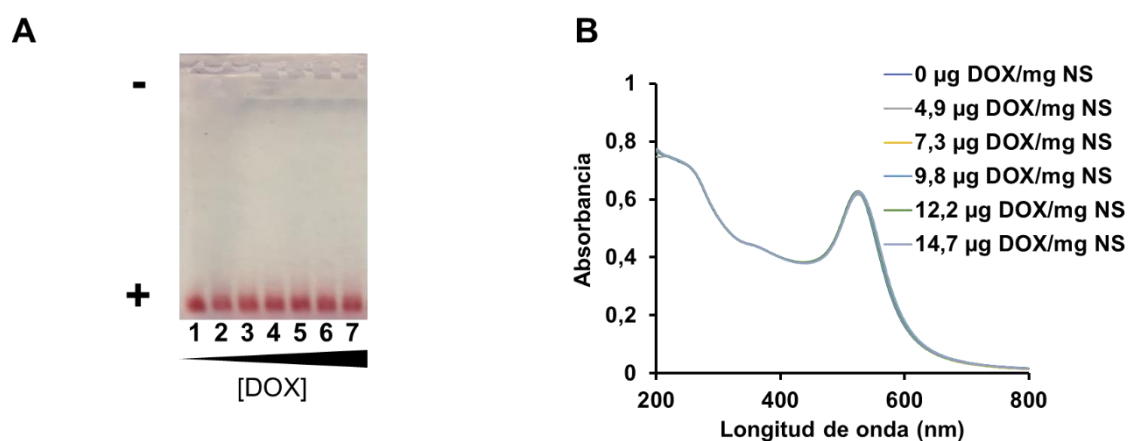 A
-
+
1 2 3 4 5 6 7
[DOX]
B
Absorbancia
1
0,8
0,6
0,4
0,2
0
200 400 600 800
Longitud de onda (nm)
0 µg DOX/mg NS
4,9 µg DOX/mg NS
7,3 µg DOX/mg NS
9,8 µg DOX/mg NS
12,2 µg DOX/mg NS
14,7 µg DOX/mg NS